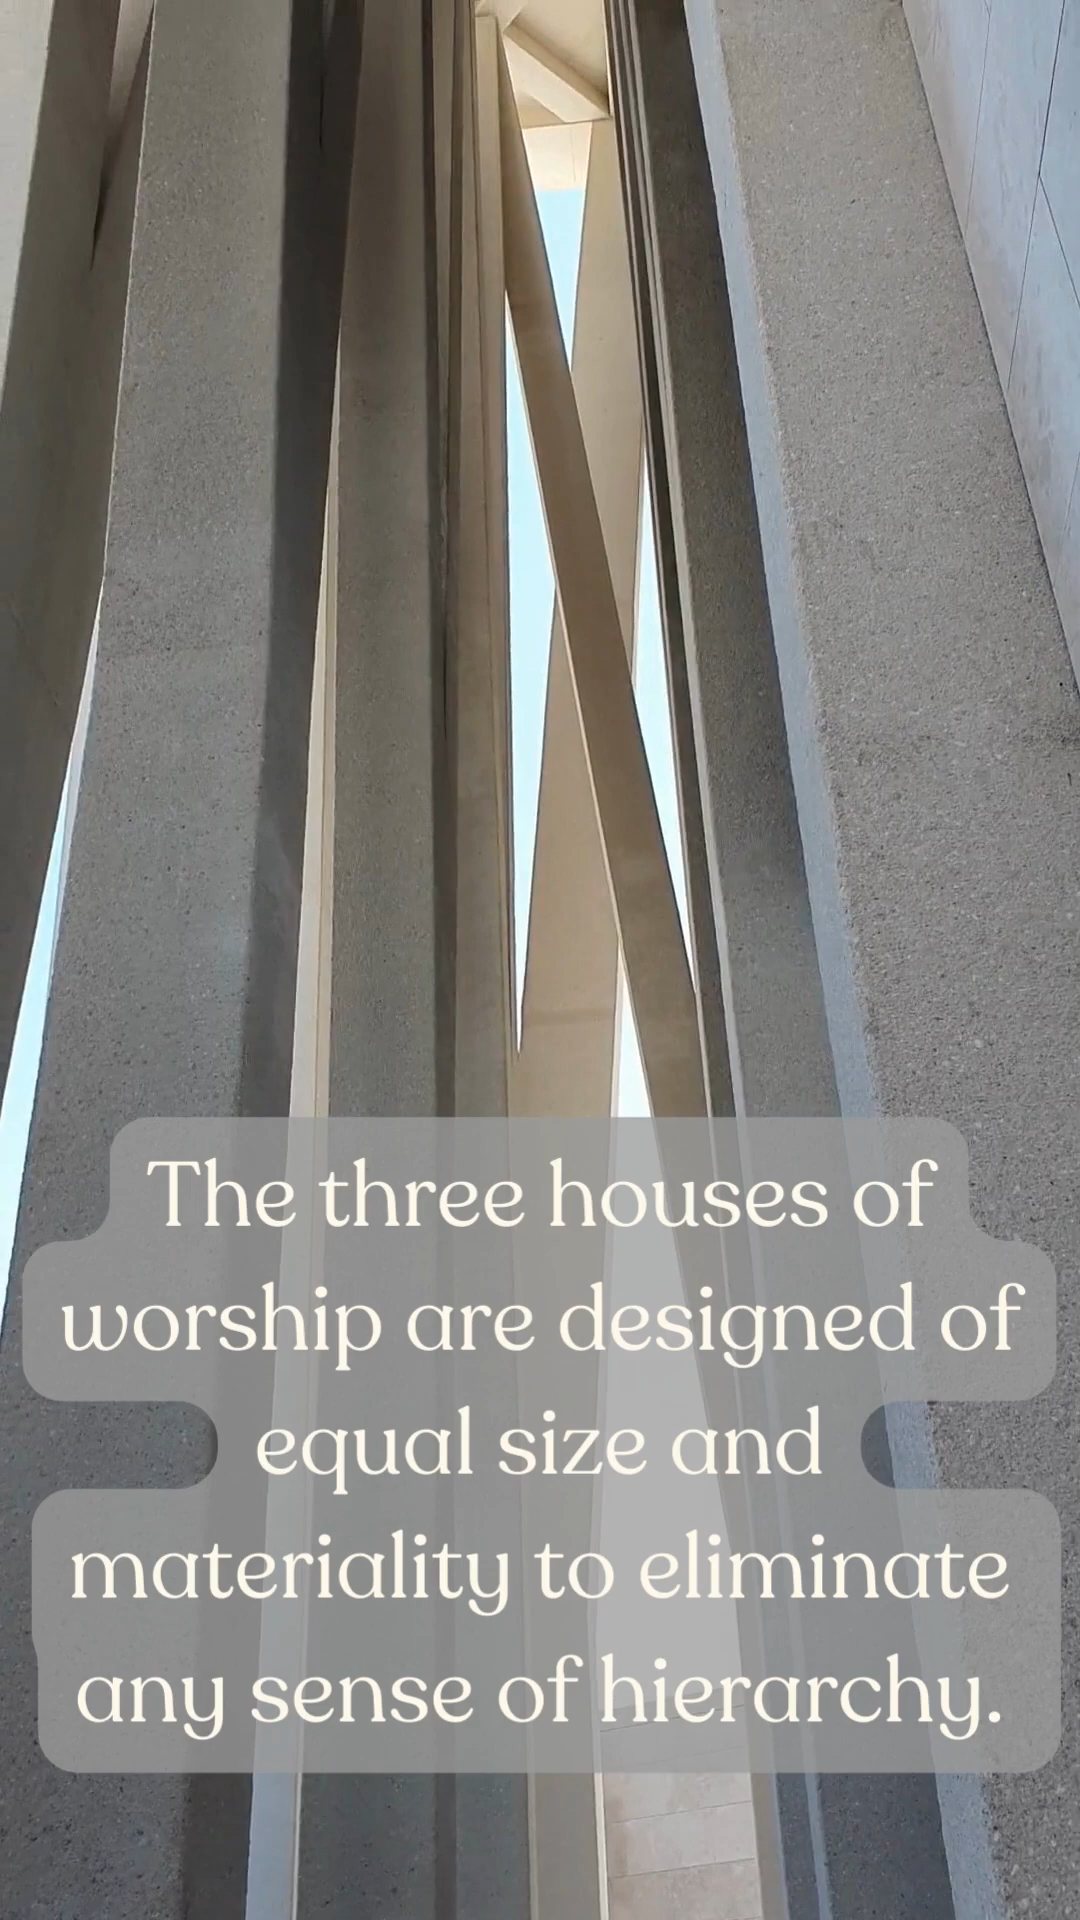 The three houses of
worship are designed of
equal size and
materiality to eliminate
any sense of hierarchy.